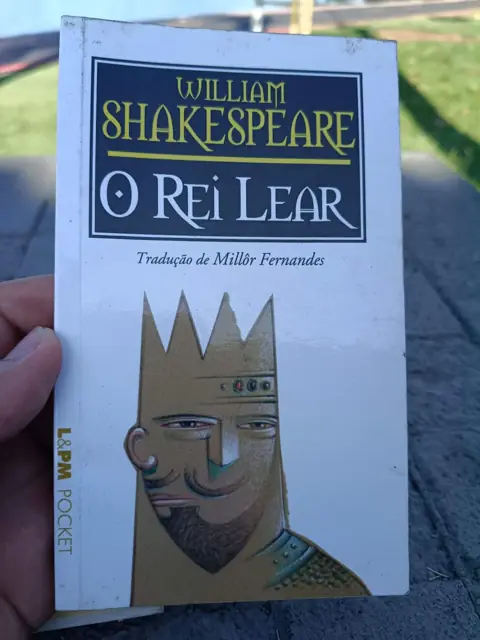 WILLIAM
SHAKESPEARE
O REI LEAR
Tradução de Millôr Fernandes
L&PM POCKET